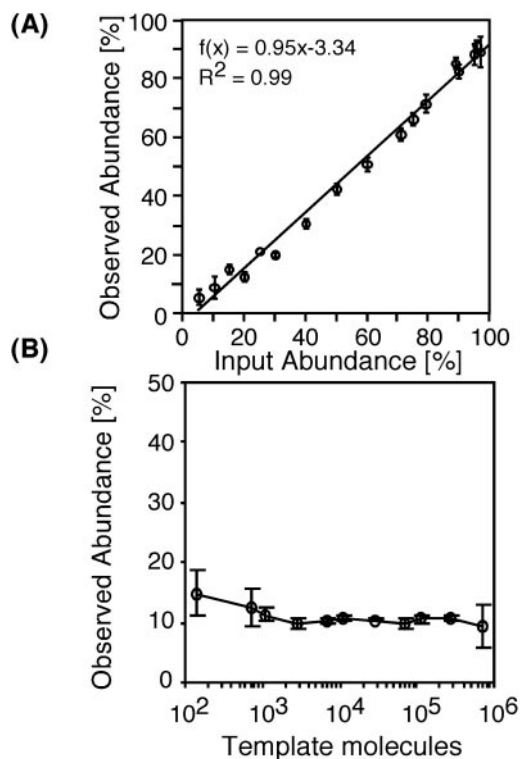 (A)
Observed Abundance [%]
100
80
60
40
20
0
f(x) = 0.95x-3.34
R² = 0.99
0 20 40 60 80 100
Input Abundance [%]
(B)
Observed Abundance [%]
50
40
30
20
10
0
10² 10³ 10⁴ 10⁵ 10⁶
Template molecules